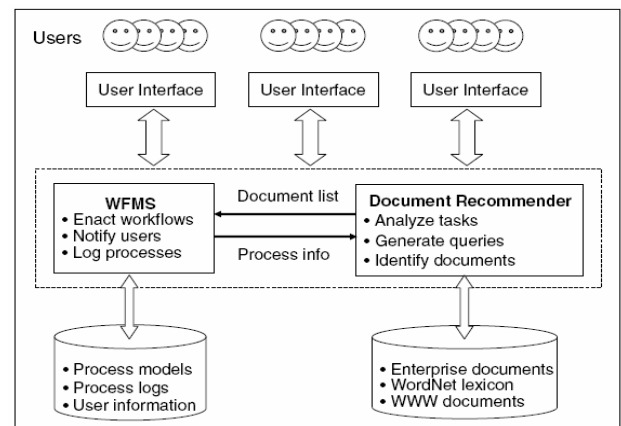 Users
User Interface
User Interface
User Interface
WFMS
• Enact workflows
• Notify users
• Log processes
Document list
Process info
Document Recommender
• Analyze tasks
• Generate queries
• Identify documents
• Process models
• Process logs
• User information
• Enterprise documents
• WordNet lexicon
• WWW documents